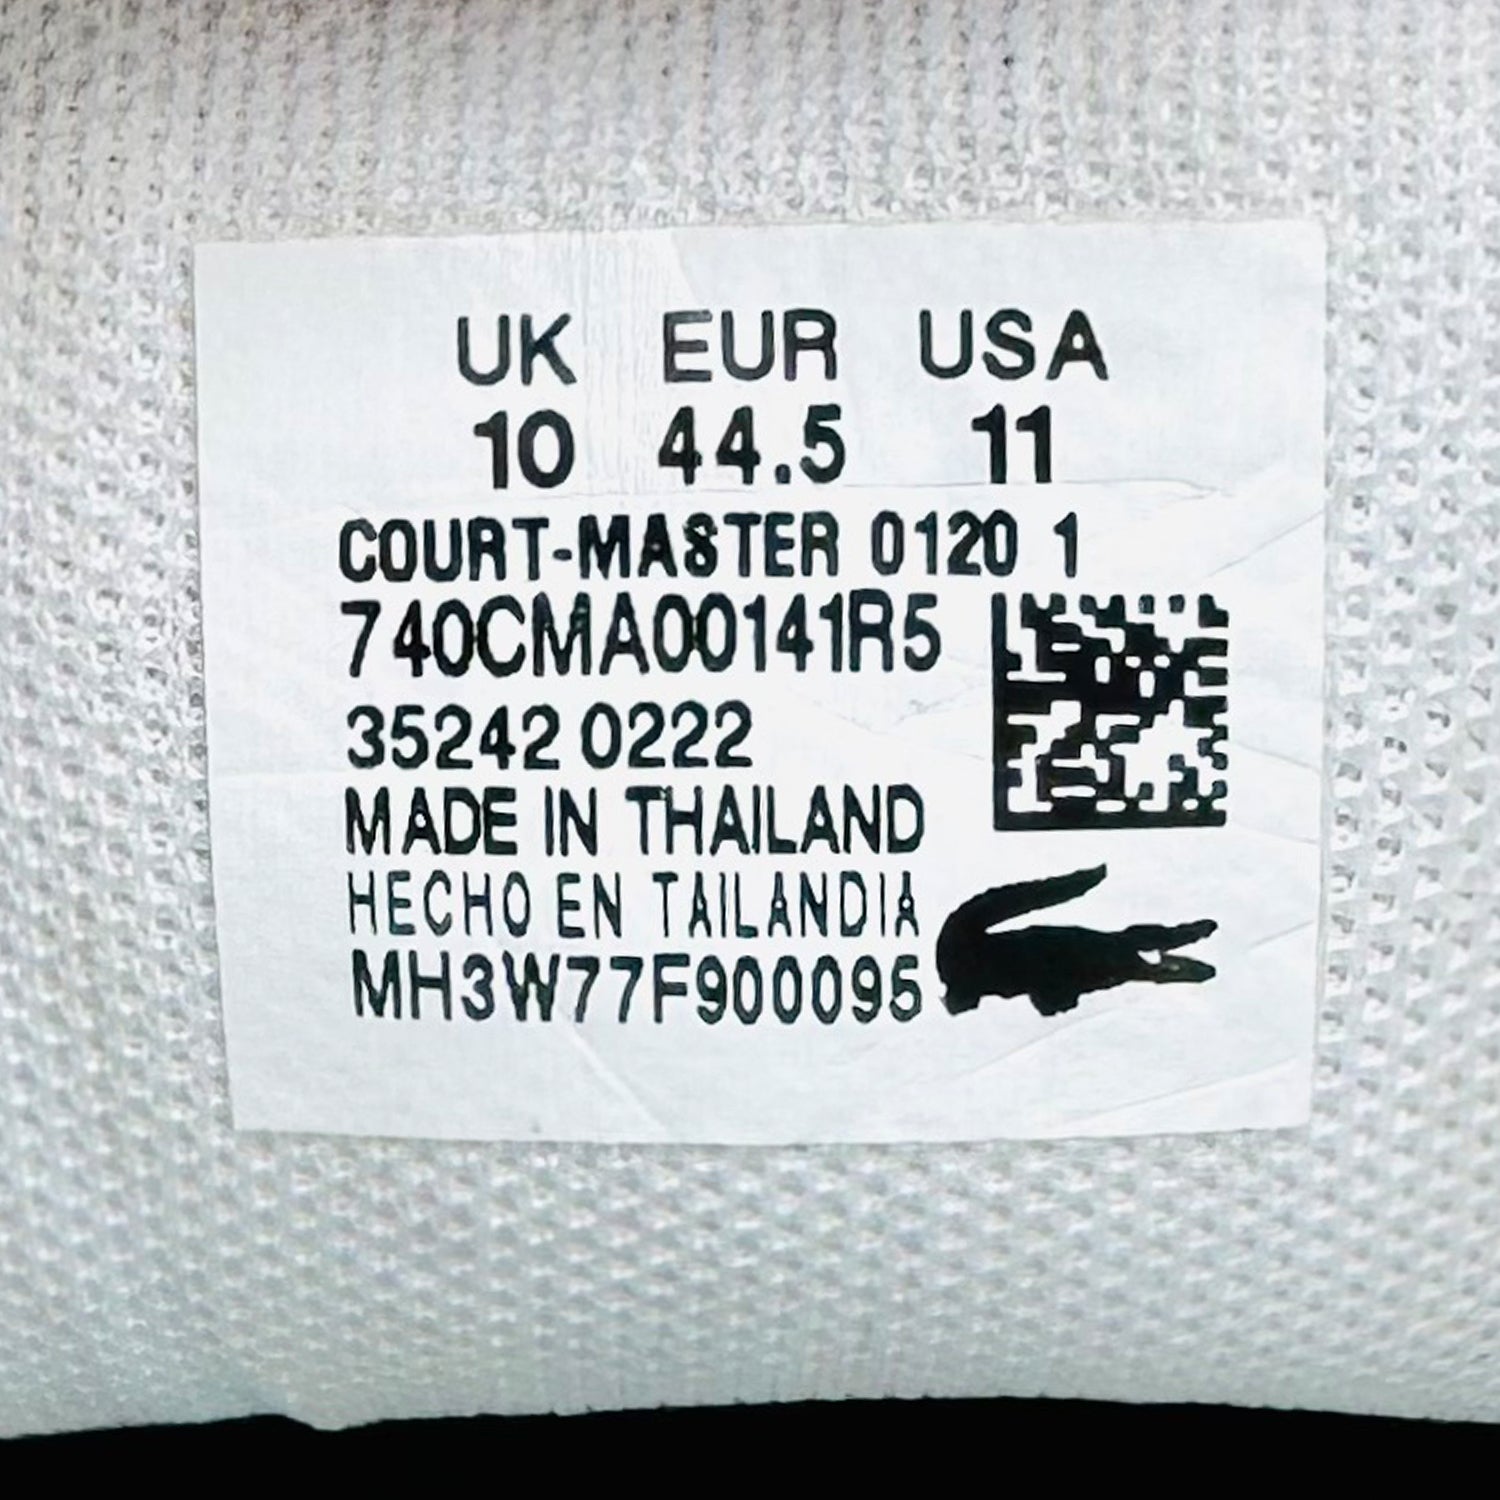 UK EUR USA
10 44.5 11
COURT-MASTER 0120 1
740CMA00141R5
35242 0222
MADE IN THAILAND
HECHO EN TAILANDIA
MH3W77F900095